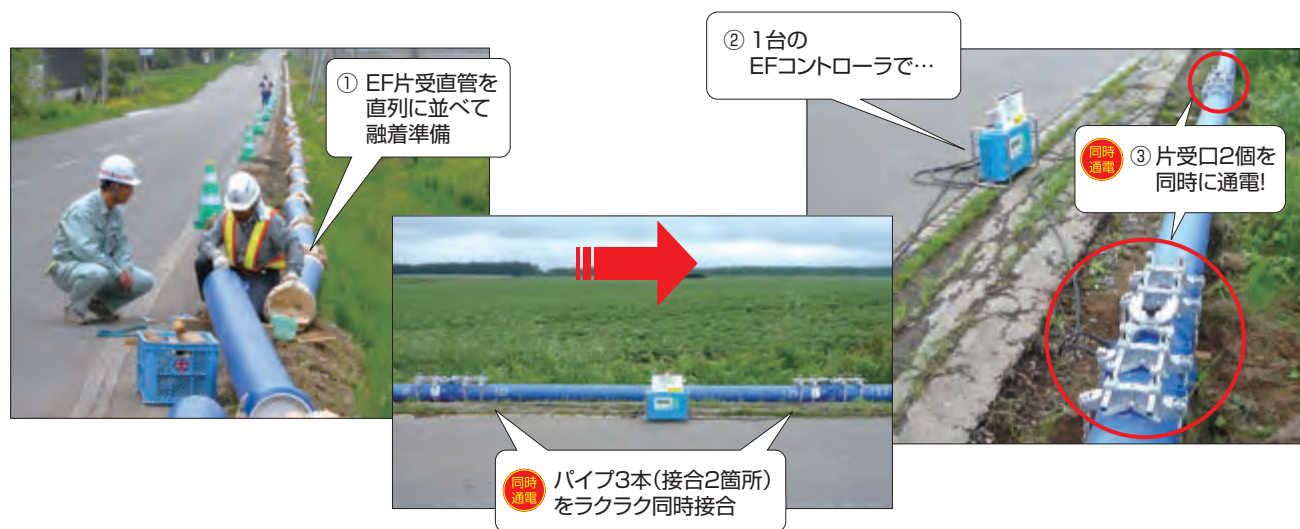 ① EF片受直管を
直列に並べて
融着準備
② 1台の
EFコントローラで…
同時
通電
③ 片受口2個を
同時に通電!
同時
通電
パイプ3本(接合2箇所)
をラクラク同時接合